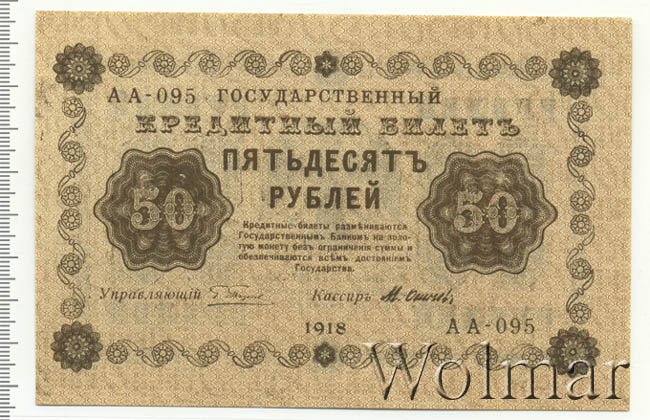 АА-095 ГОСУДАРСТВЕННЫЙ
КРЕДИТНЫЙ БИЛЕТЪ
ПЯТЬДЕСЯТЪ
РУБЛЕЙ
50
50
Кредитные билеты размѣниваются
Государственнымъ Банкомъ на золо-
тую монету безъ ограниченія суммы и
обезпечиваются всѣмъ достояніемъ
Государства.
Управляющій
Кассиръ
1918
АА-095
Wolmar